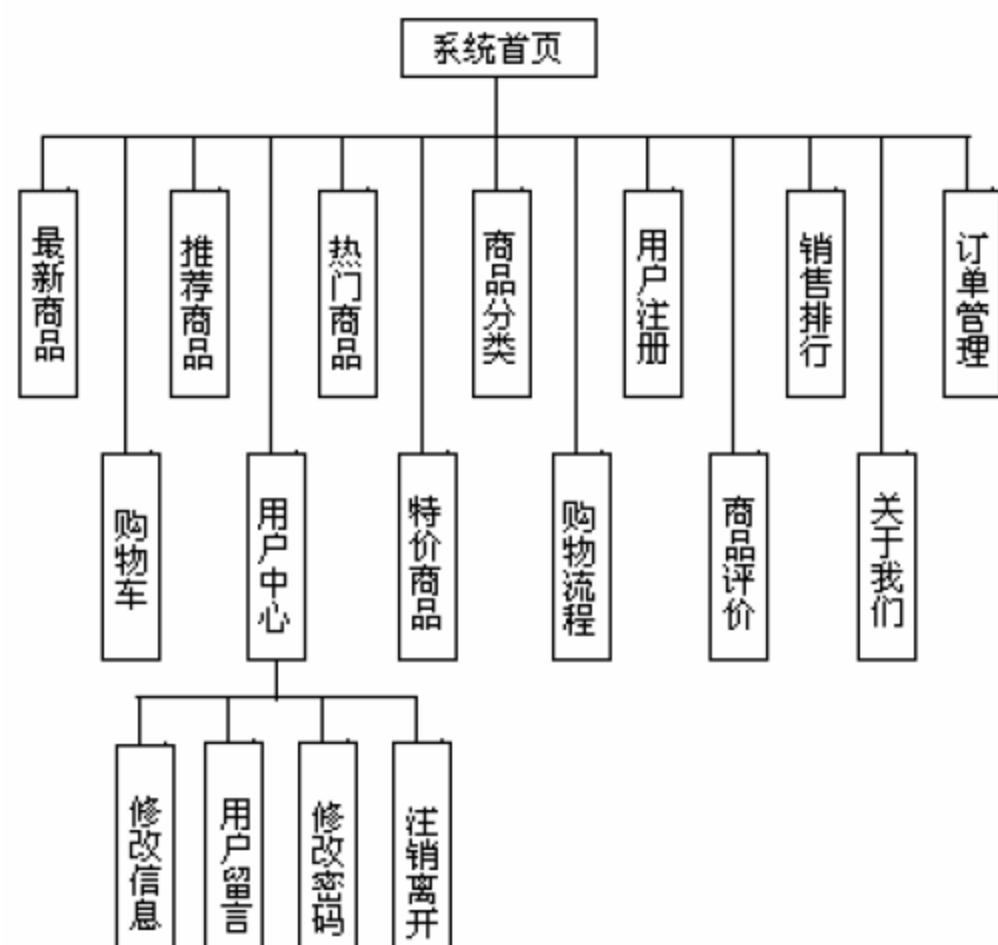 系统首页
最新商品
推荐商品
热门商品
商品分类
用户注册
销售排行
订单管理
购物车
用户中心
特价商品
购物流程
商品评价
关于我们
修改信息
用户留言
修改密码
注销离开